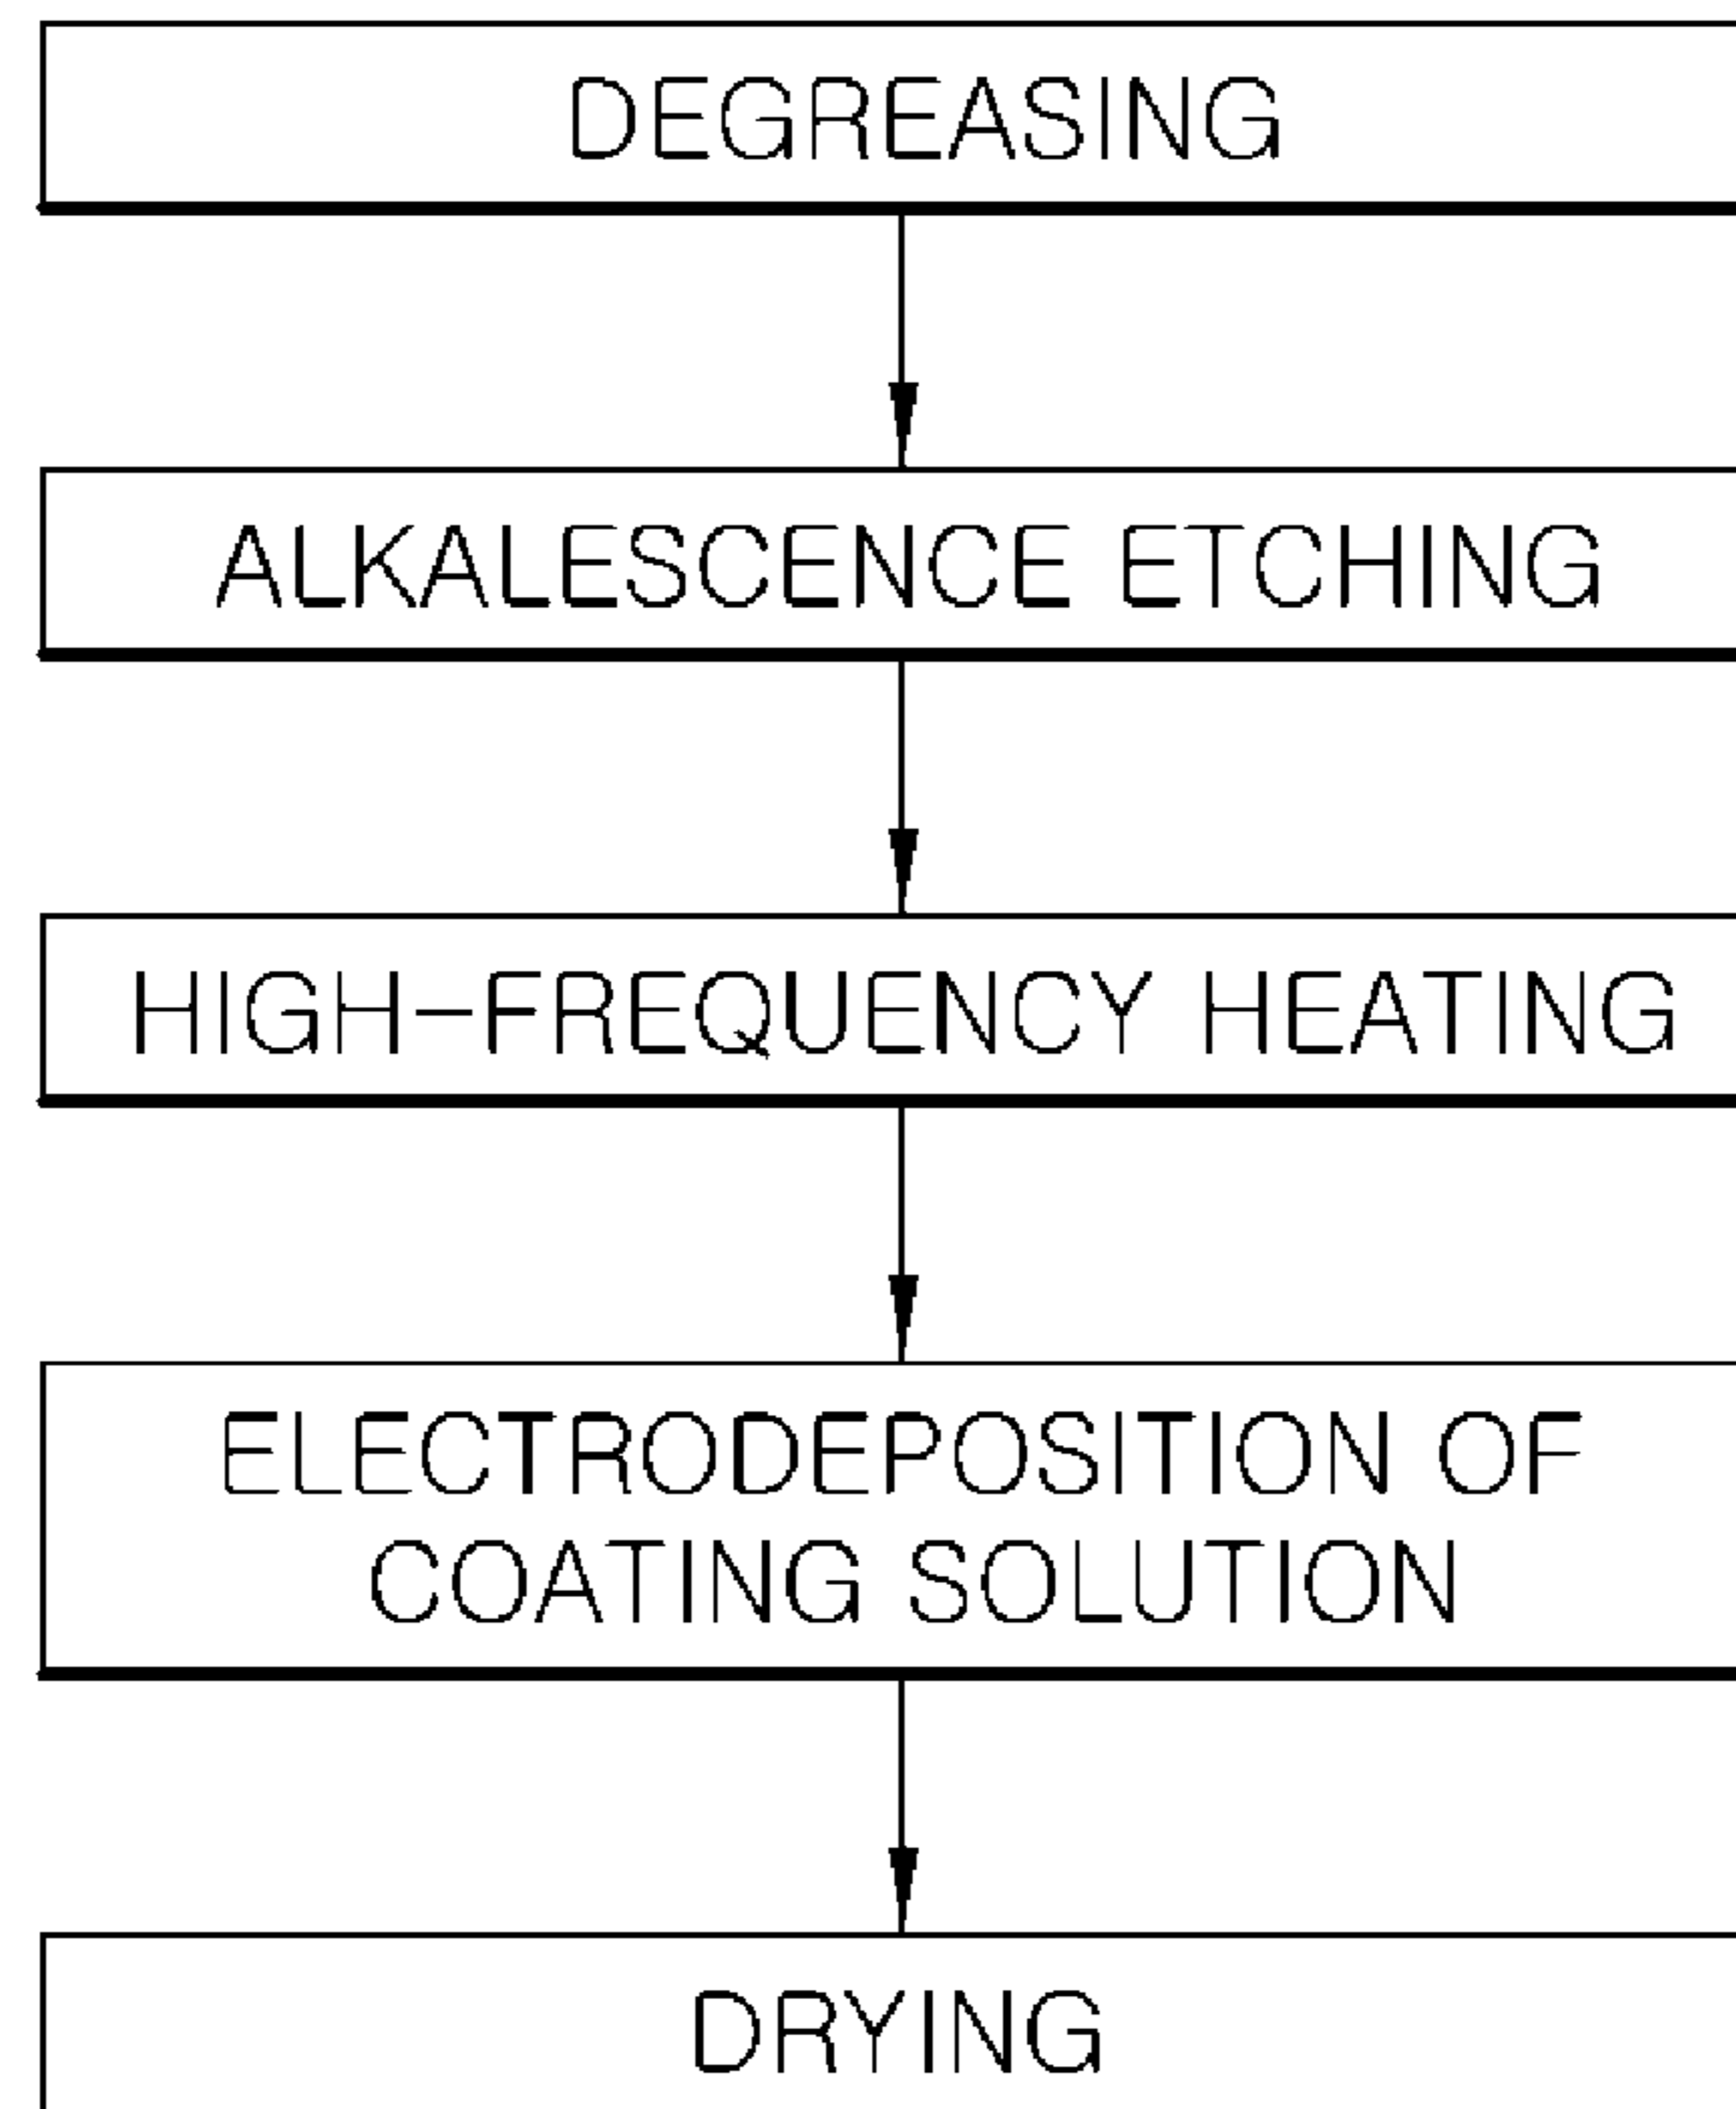 DEGREASING
ALKALESCENCE ETCHING
HIGH-FREQUENCY HEATING
ELECTRODEPOSITION OF
COATING SOLUTION
DRYING